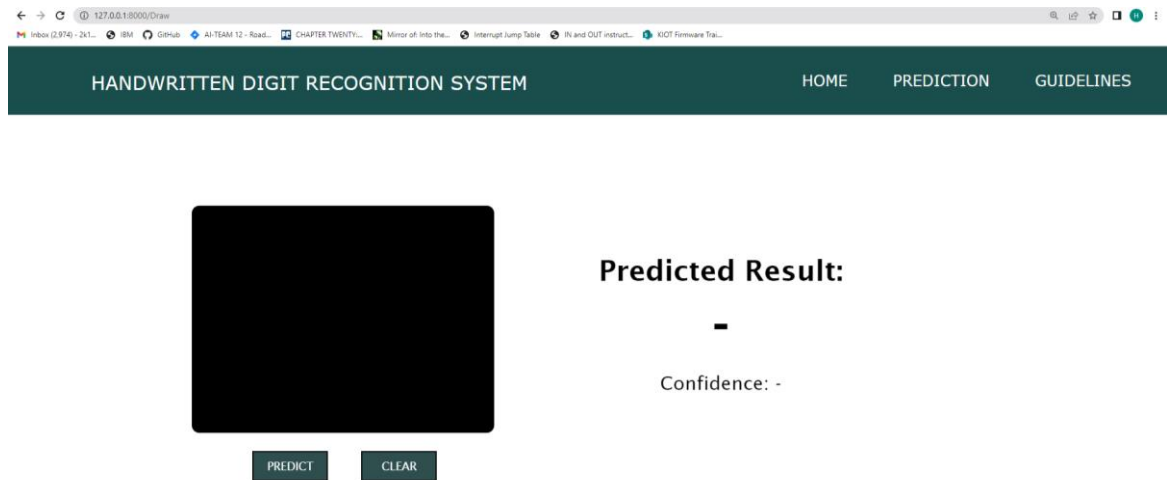 127.0.0.1:8000/Draw
Inbox (2,974) - 2k1... IBM GitHub AI-TEAM 12 - Road... CHAPTER TWENTY:... Mirror of: Into the... Interrupt Jump Table IN and OUT instruct... KIOT Firmware Trai...
HANDWRITTEN DIGIT RECOGNITION SYSTEM HOME PREDICTION GUIDELINES
Predicted Result:
-
Confidence: -
PREDICT CLEAR